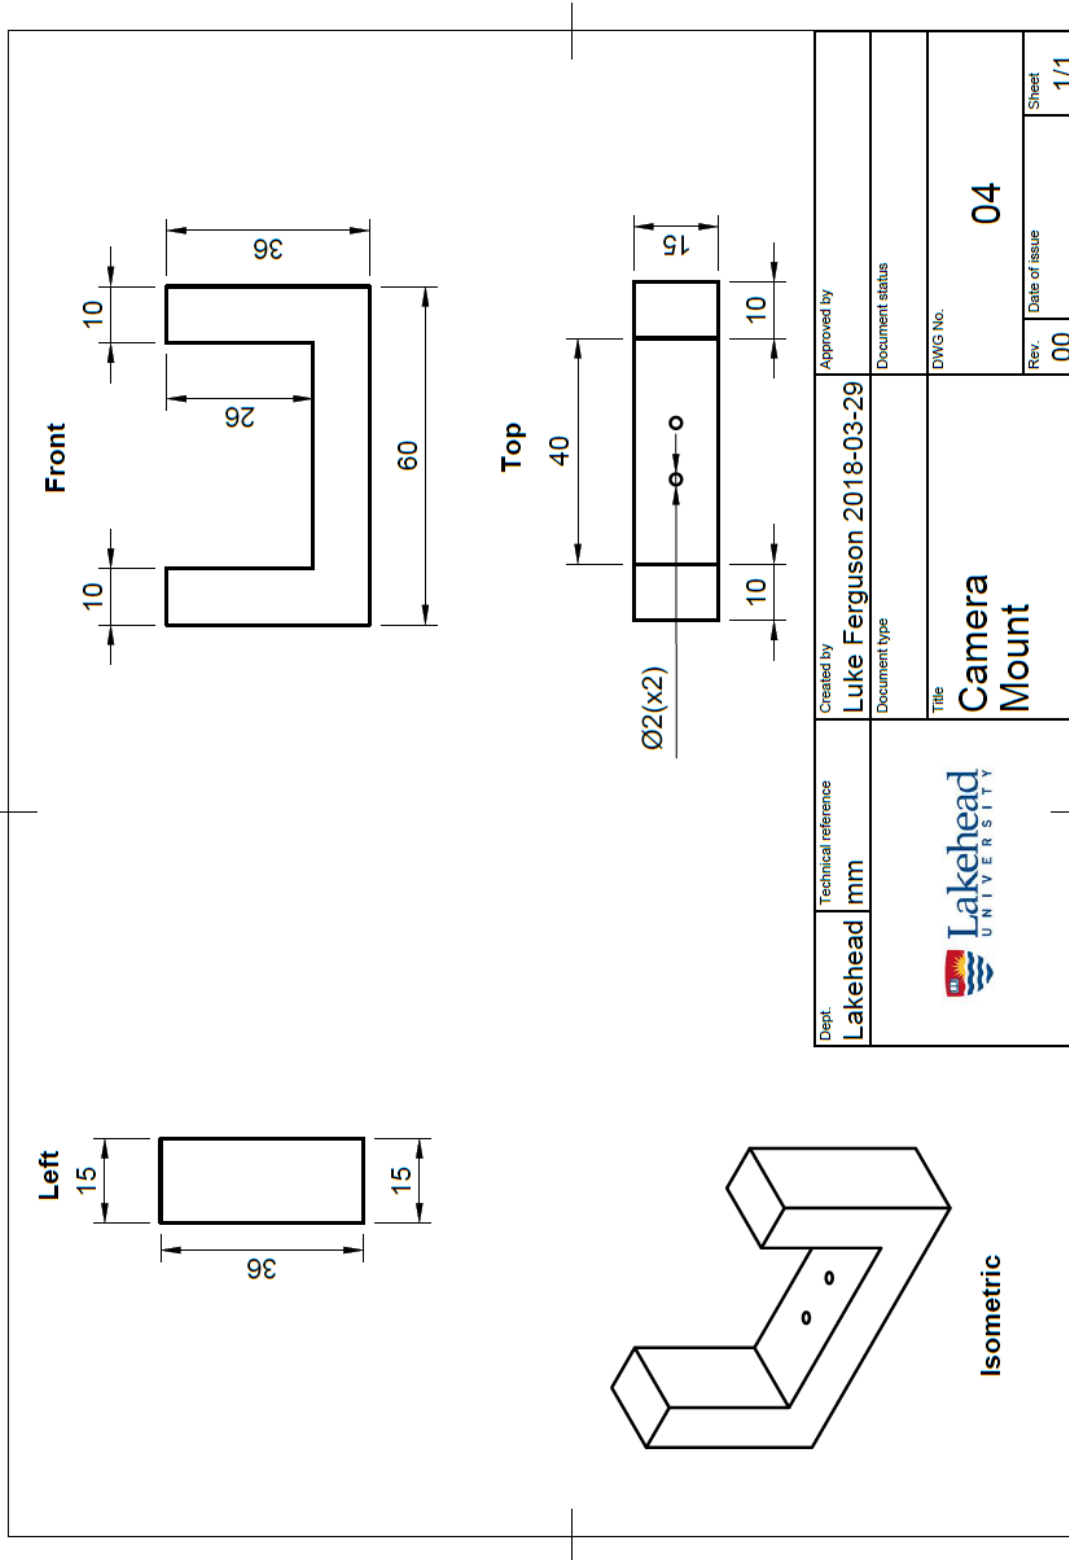 Left
15
36
15
Front
10
10
26
36
60
Top
40
15
10
10
Ø2(x2)
Isometric
Dept.
Lakehead
Technical reference
mm
Created by
Luke Ferguson 2018-03-29
Approved by
Document type
Document status
Lakehead
UNIVERSITY
Title
Camera
Mount
DWG No.
04
Rev.
00
Date of issue
Sheet
1/1